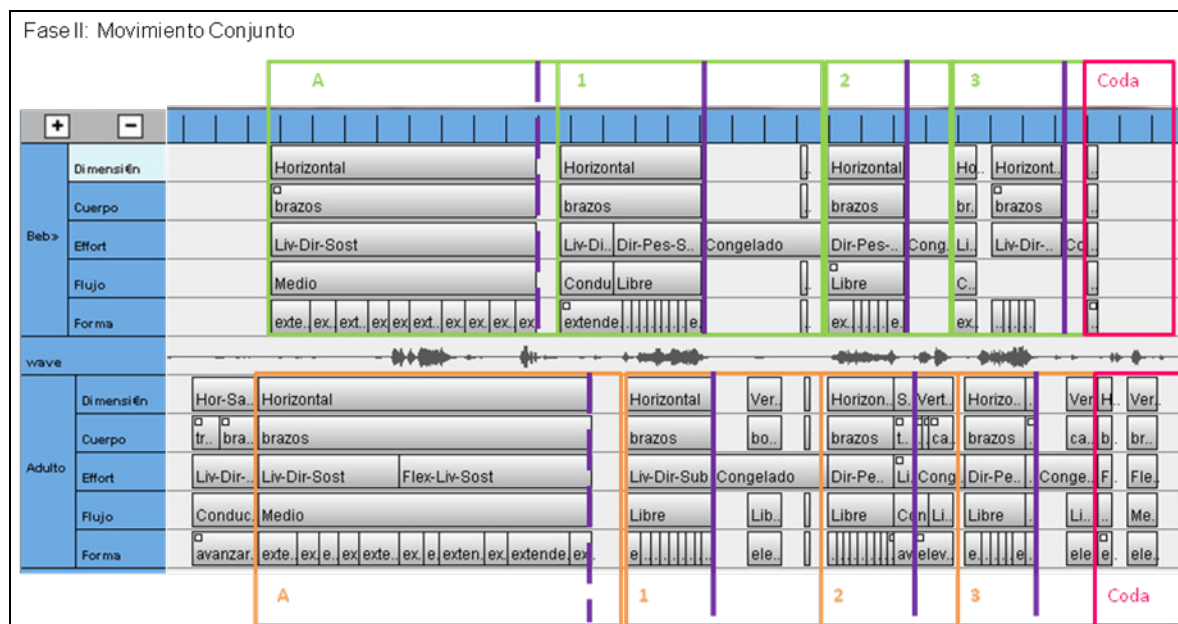 Fase II: Movimiento Conjunto
A 1 2 3 Coda
+ -
Dimensi€n Horizontal Horizontal .. Horizontal Ho.. Horizont.. ..
Cuerpo brazos brazos .. brazos br.. brazos ..
Beb»
Effort Liv-Dir-Sost Liv-Di.. Dir-Pes-S.. Congelado Dir-Pes-.. Cong. Li.. Liv-Dir-.. Co ..
Flujo Medio Condu Libre .. Libre C.. ..
Forma exte.. ex.. ext.. ex ex ext.. ex. ex. ex. ex extende. e. .. ex. e. ex.. ..
wave
Dimensi€n Hor-Sa.. Horizontal Horizontal Ver.. Horizon.. S. Vert.. Horizo.. . Ver H.. Ver.
Cuerpo tr.. bra.. brazos brazos bo.. brazos t.. ca. brazos ca.. b.. br..
Adulto
Effort Liv-Dir-.. Liv-Dir-Sost Flex-Liv-Sost Liv-Dir-Sub Congelado Dir-Pe.. Li. Cong. Dir-Pe.. . Conge.. F.. Fle.
Flujo Conduc. Medio Libre Lib.. Libre Con Li.. Libre . Li.. .. Me.
Forma avanzar. exte.. ex. e. ex exte.. ex. e. exten. ex. extende ex. e. ele.. av elev.. e. e.. ele e. ele..
A 1 2 3 Coda